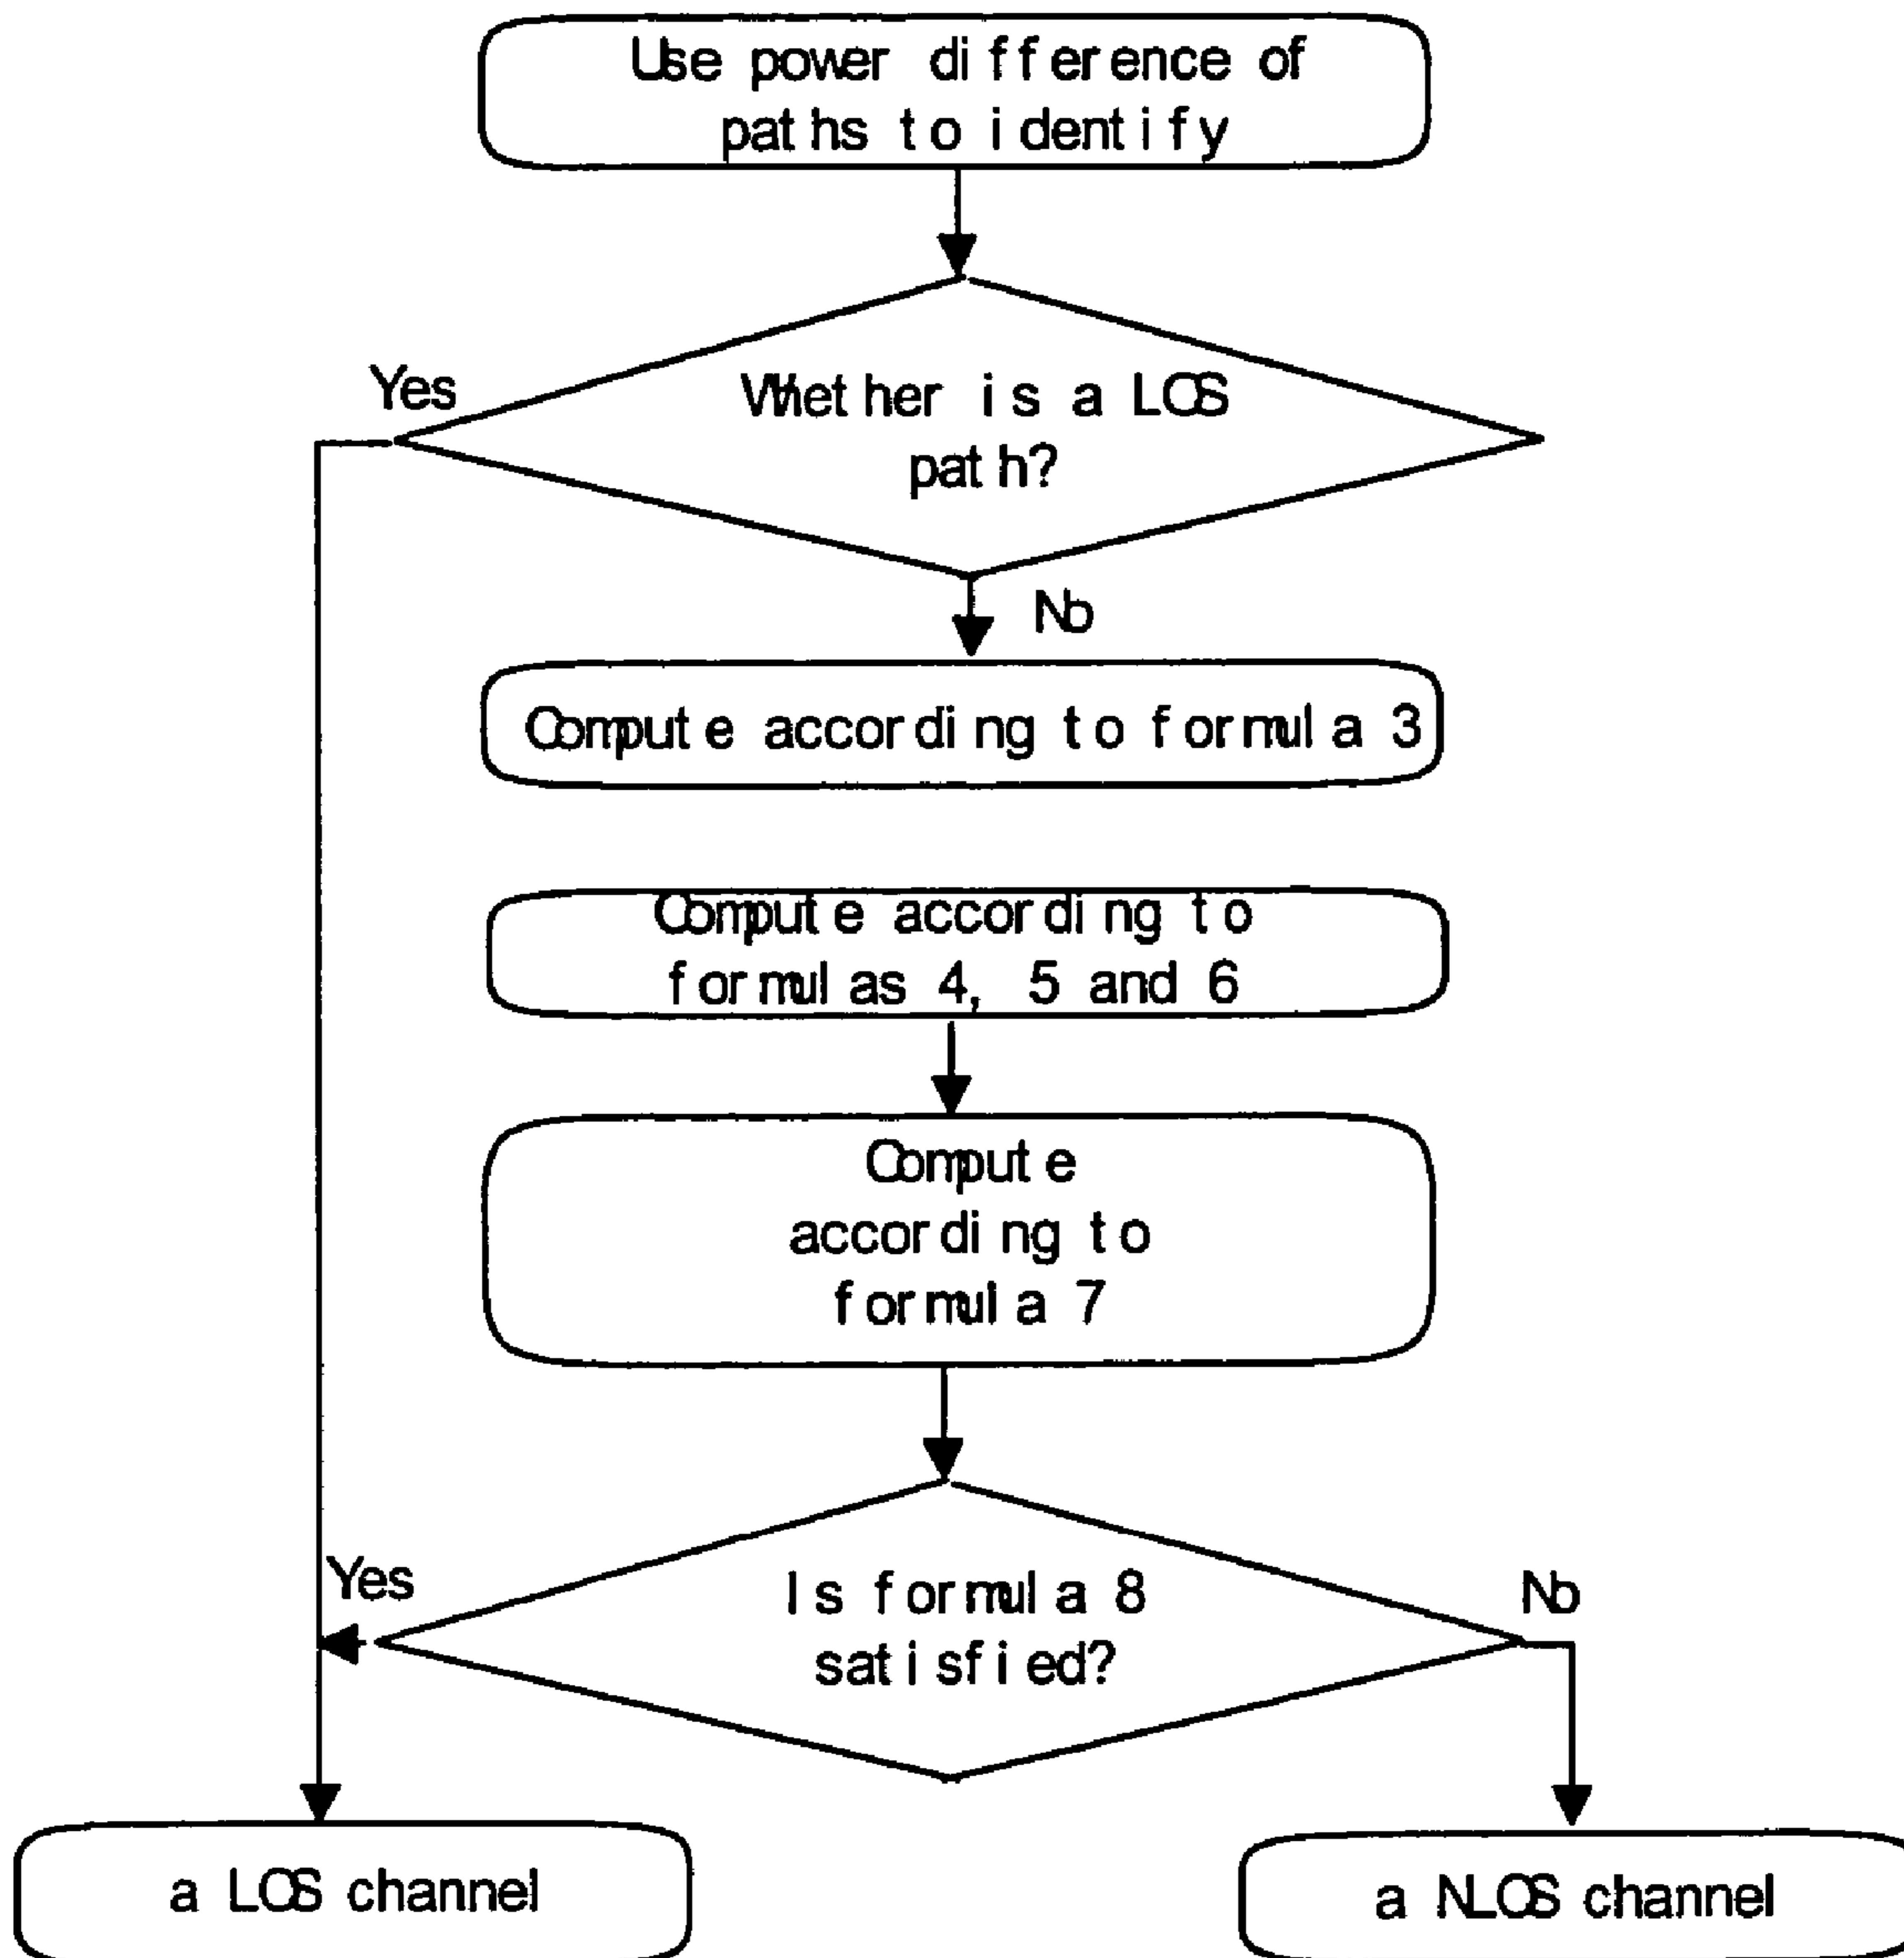 Use power difference of
paths to identify
Yes
Whether is a LOS
path?
No
Compute according to formula 3
Compute according to
formulas 4, 5 and 6
Compute
according to
formula 7
Yes
Is formula 8
satisfied?
No
a LOS channel
a NLOS channel